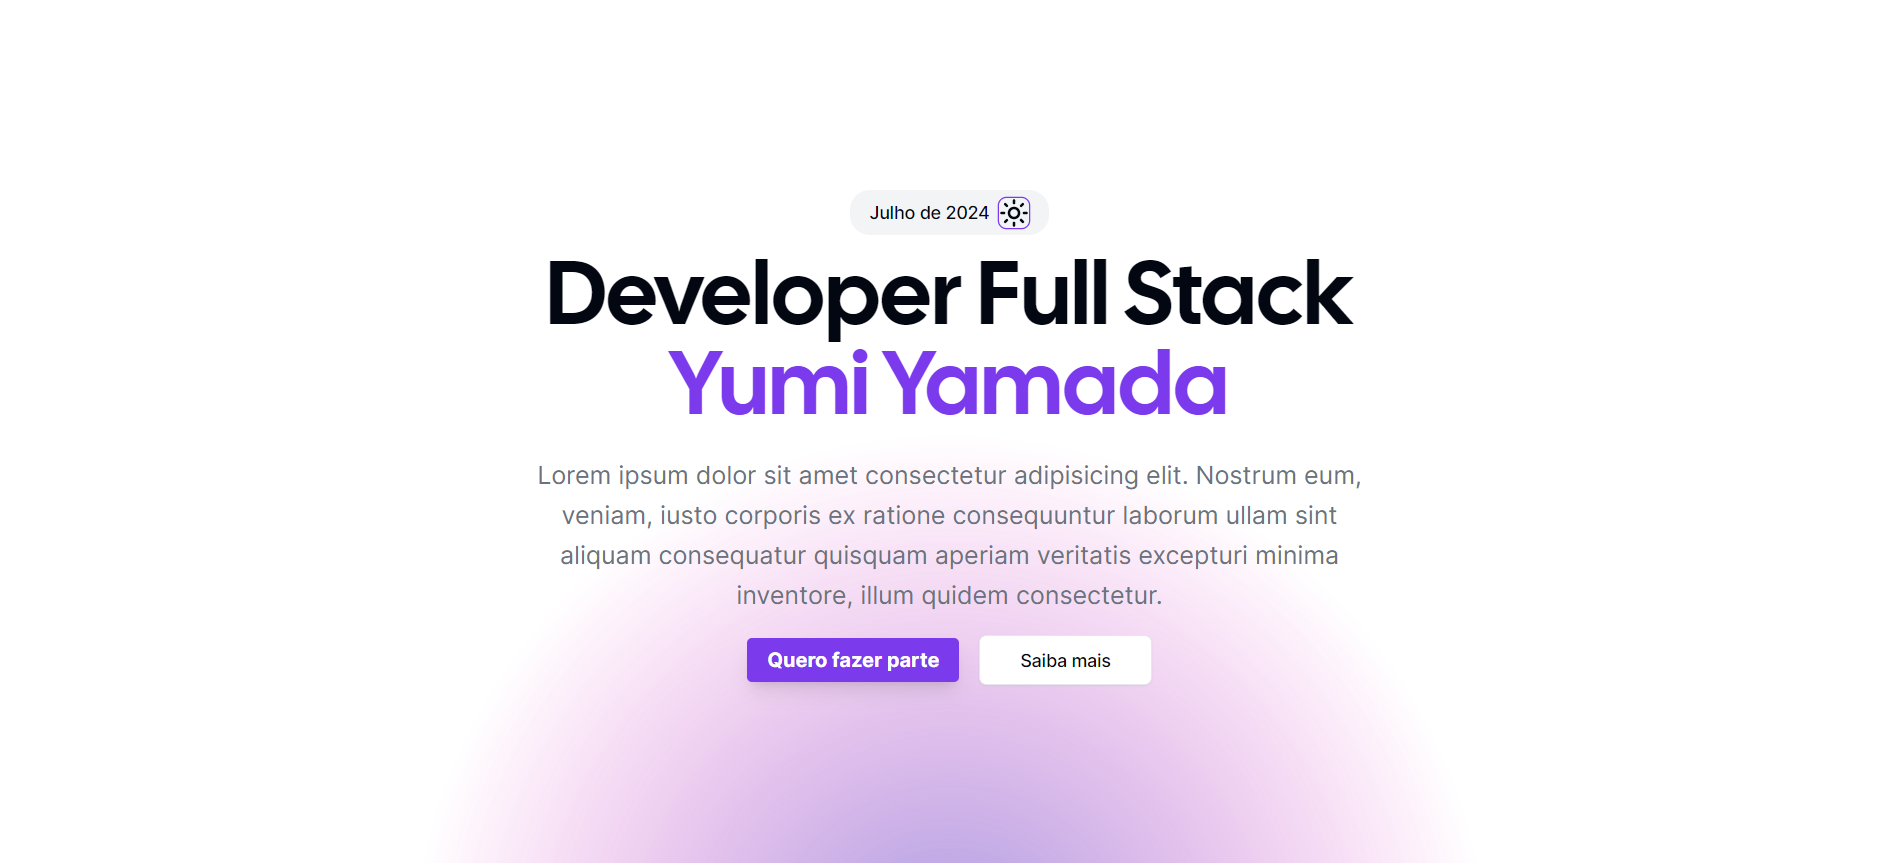 Julho de 2024
Developer Full Stack
Yumi Yamada
Lorem ipsum dolor sit amet consectetur adipisicing elit. Nostrum eum,
veniam, iusto corporis ex ratione consequuntur laborum ullam sint
aliquam consequatur quisquam aperiam veritatis excepturi minima
inventore, illum quidem consectetur.
Quero fazer parte
Saiba mais